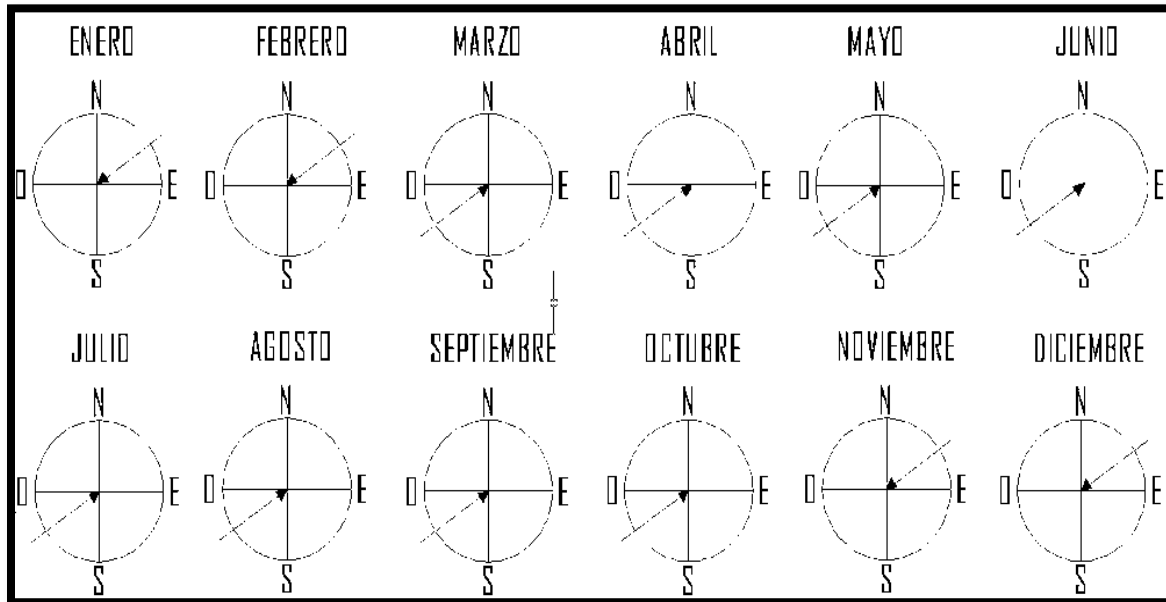 ENERO FEBRERO MARZO ABRIL MAYO JUNIO
N N N N N N
O E O E O E O E O E O E
S S S S S S
JULIO AGOSTO SEPTIEMBRE OCTUBRE NOVIEMBRE DICIEMBRE
N N N N N N
O E O E O E O E O E O E
S S S S S S